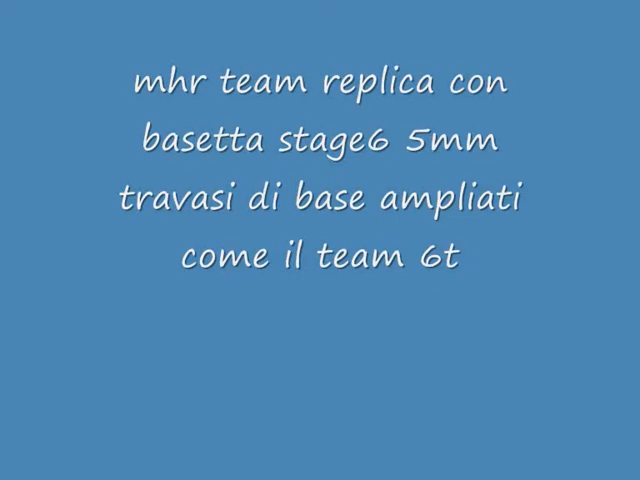 mhr team replica con
basetta stage6 5mm
travasi di base ampliati
come il team 6t